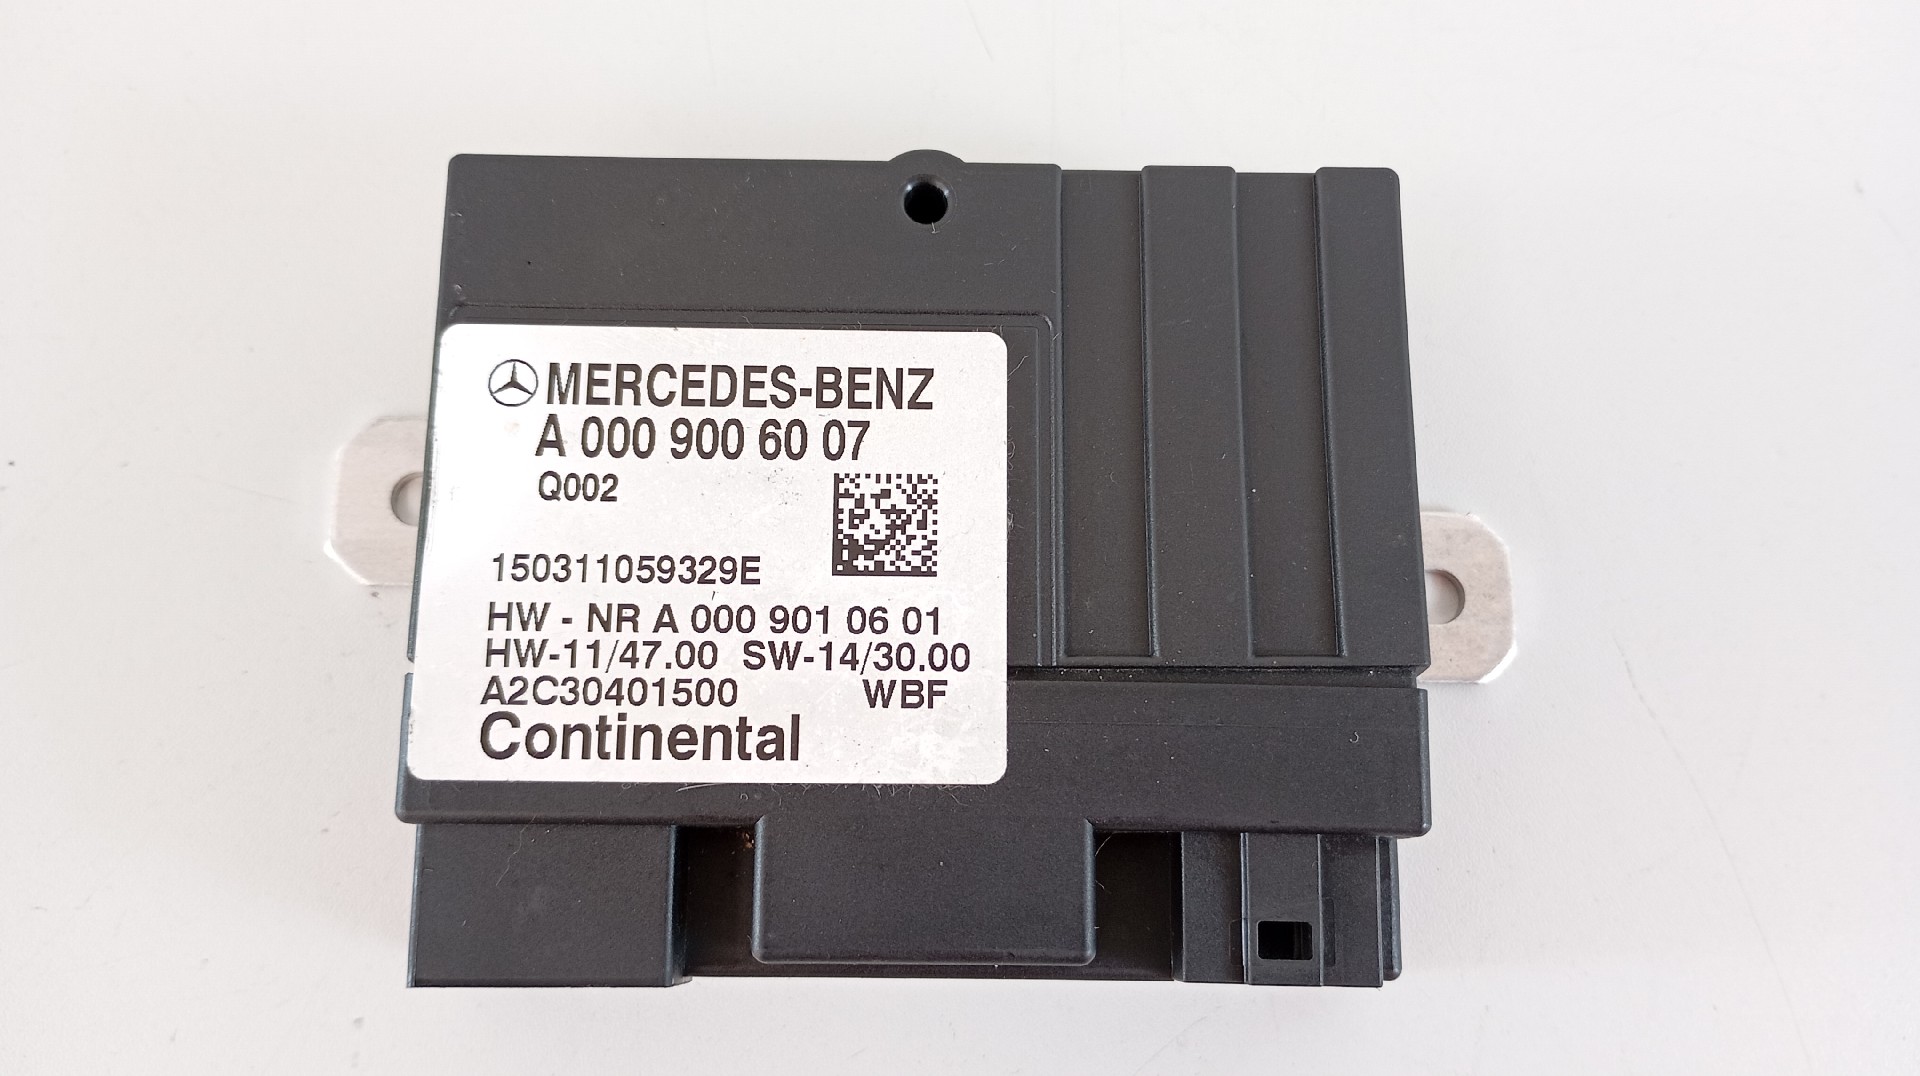 MERCEDES-BENZ
A 000 900 60 07
Q002
150311059329E
HW - NR A 000 901 06 01
HW-11/47.00 SW-14/30.00
A2C30401500 WBF
Continental